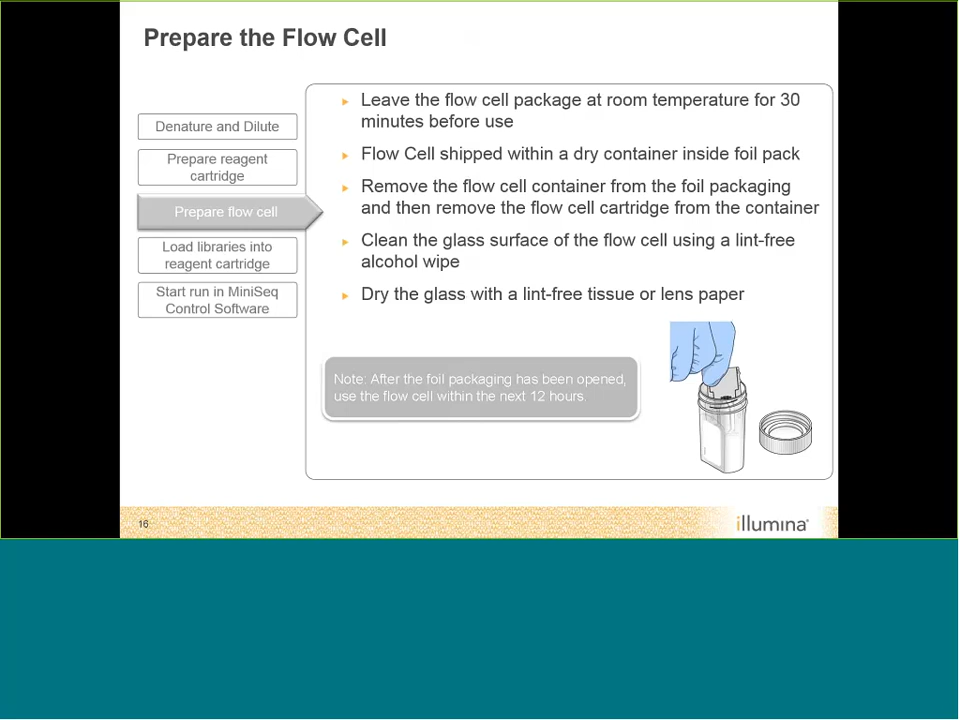 Prepare the Flow Cell
Denature and Dilute
Prepare reagent
cartridge
Prepare flow cell
Load libraries into
reagent cartridge
Start run in MiniSeq
Control Software
Leave the flow cell package at room temperature for 30
minutes before use
Flow Cell shipped within a dry container inside foil pack
Remove the flow cell container from the foil packaging
and then remove the flow cell cartridge from the container
Clean the glass surface of the flow cell using a lint-free
alcohol wipe
Dry the glass with a lint-free tissue or lens paper
Note: After the foil packaging has been opened,
use the flow cell within the next 12 hours.
16
illumina®